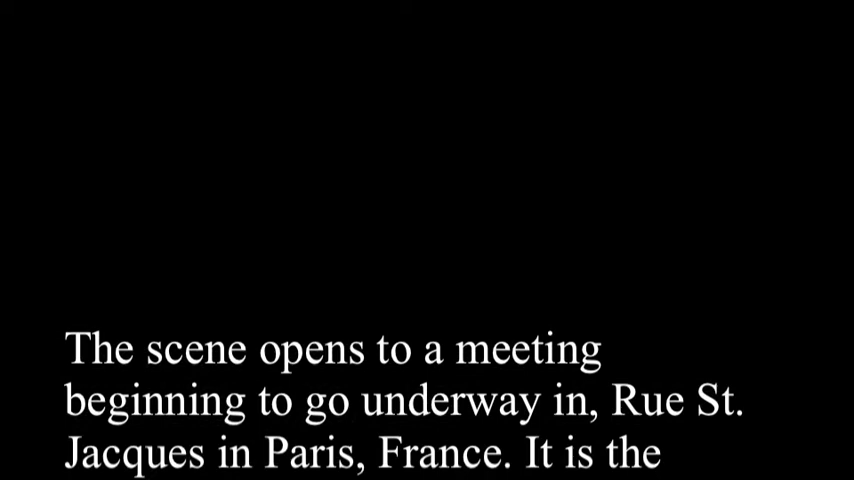 The scene opens to a meeting
beginning to go underway in, Rue St.
Jacques in Paris, France. It is the